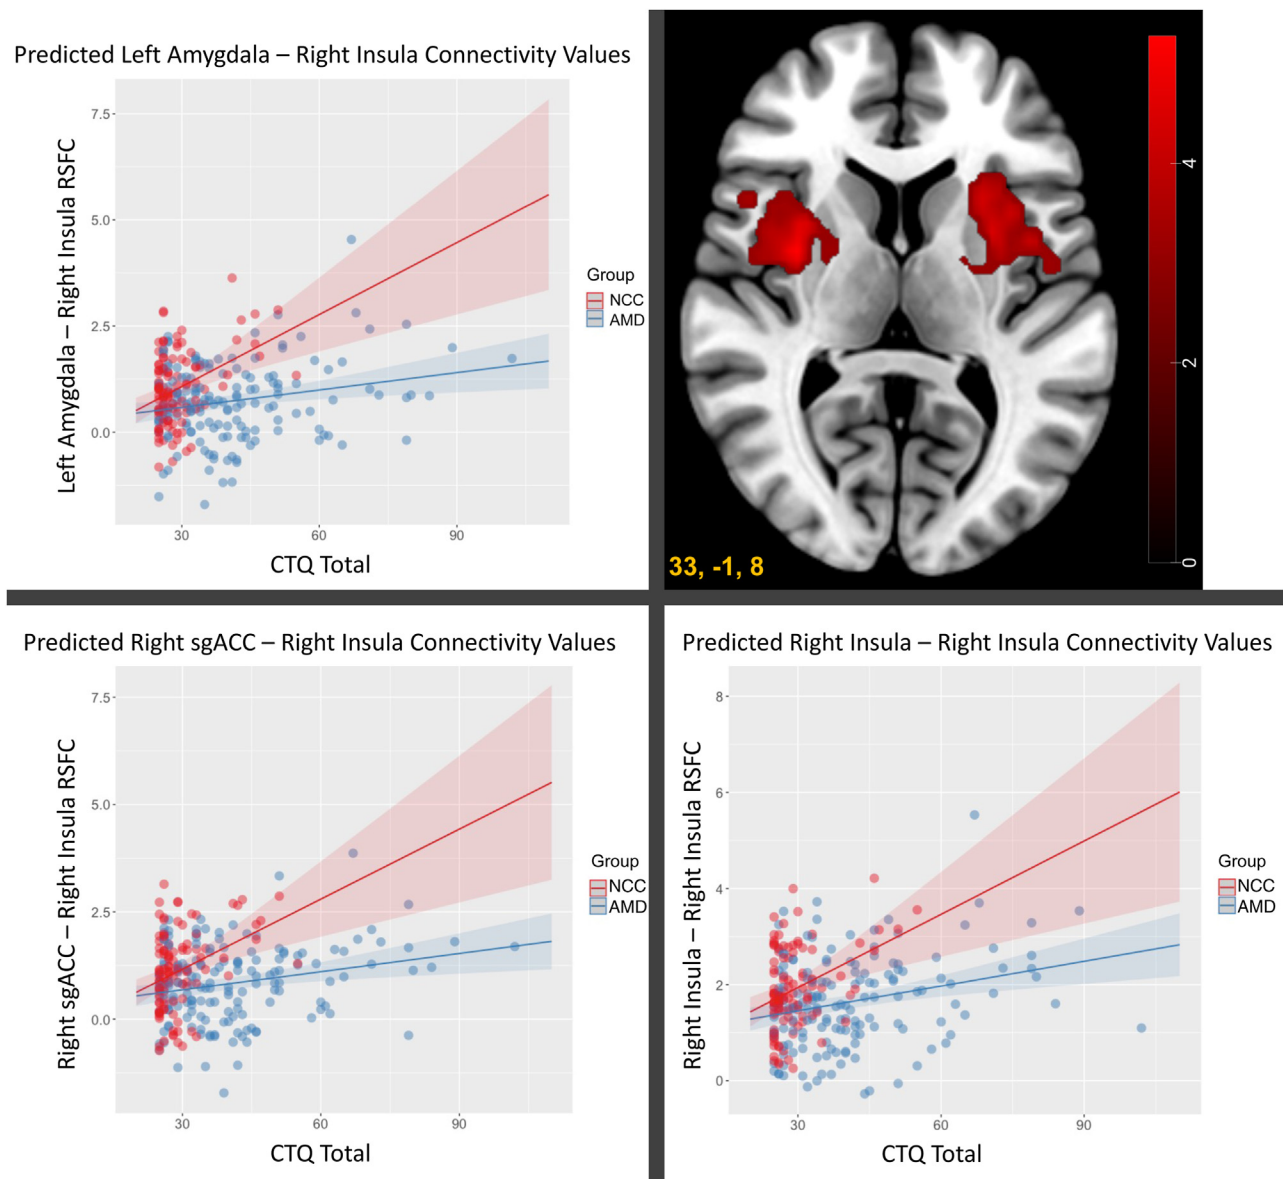 Predicted Left Amygdala – Right Insula Connectivity Values
Left Amygdala – Right Insula RSFC
7.5
5.0
2.5
0.0
30
60
90
CTQ Total
Group
NCC
AMD
4
2
0
33, -1, 8
Predicted Right sgACC – Right Insula Connectivity Values
Right sgACC – Right Insula RSFC
7.5
5.0
2.5
0.0
30
60
90
CTQ Total
Group
NCC
AMD
Predicted Right Insula – Right Insula Connectivity Values
Right Insula – Right Insula RSFC
8
6
4
2
0
30
60
90
CTQ Total
Group
NCC
AMD